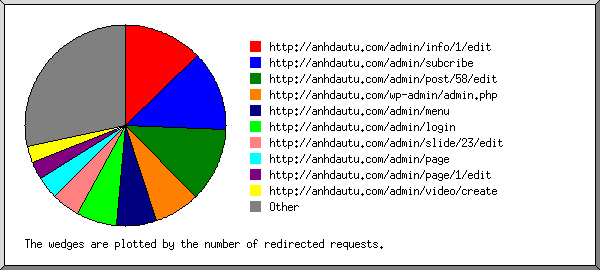 http://anhdautu.com/admin/info/1/edit
http://anhdautu.com/admin/subcribe
http://anhdautu.com/admin/post/58/edit
http://anhdautu.com/wp-admin/admin.php
http://anhdautu.com/admin/menu
http://anhdautu.com/admin/login
http://anhdautu.com/admin/slide/23/edit
http://anhdautu.com/admin/page
http://anhdautu.com/admin/page/1/edit
http://anhdautu.com/admin/video/create
Other
The wedges are plotted by the number of redirected requests.